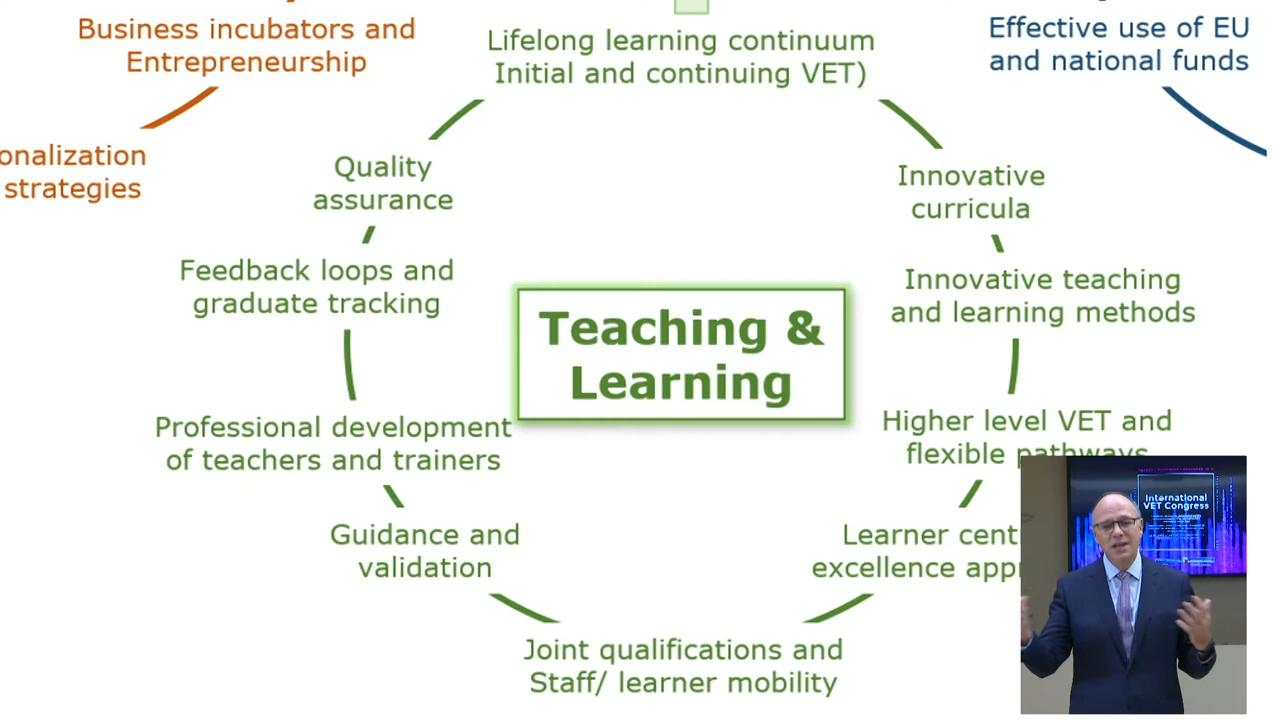 Business incubators and
Entrepreneurship
Lifelong learning continuum
Initial and continuing VET)
Effective use of EU
and national funds
onalization
strategies
Quality
assurance
Innovative
curricula
Feedback loops and
graduate tracking
Innovative teaching
and learning methods
Teaching &
Learning
Professional development
of teachers and trainers
Higher level VET and
flexible pathways
Guidance and
validation
Learner cent
excellence app
Joint qualifications and
Staff/ learner mobility
International
VET Congress